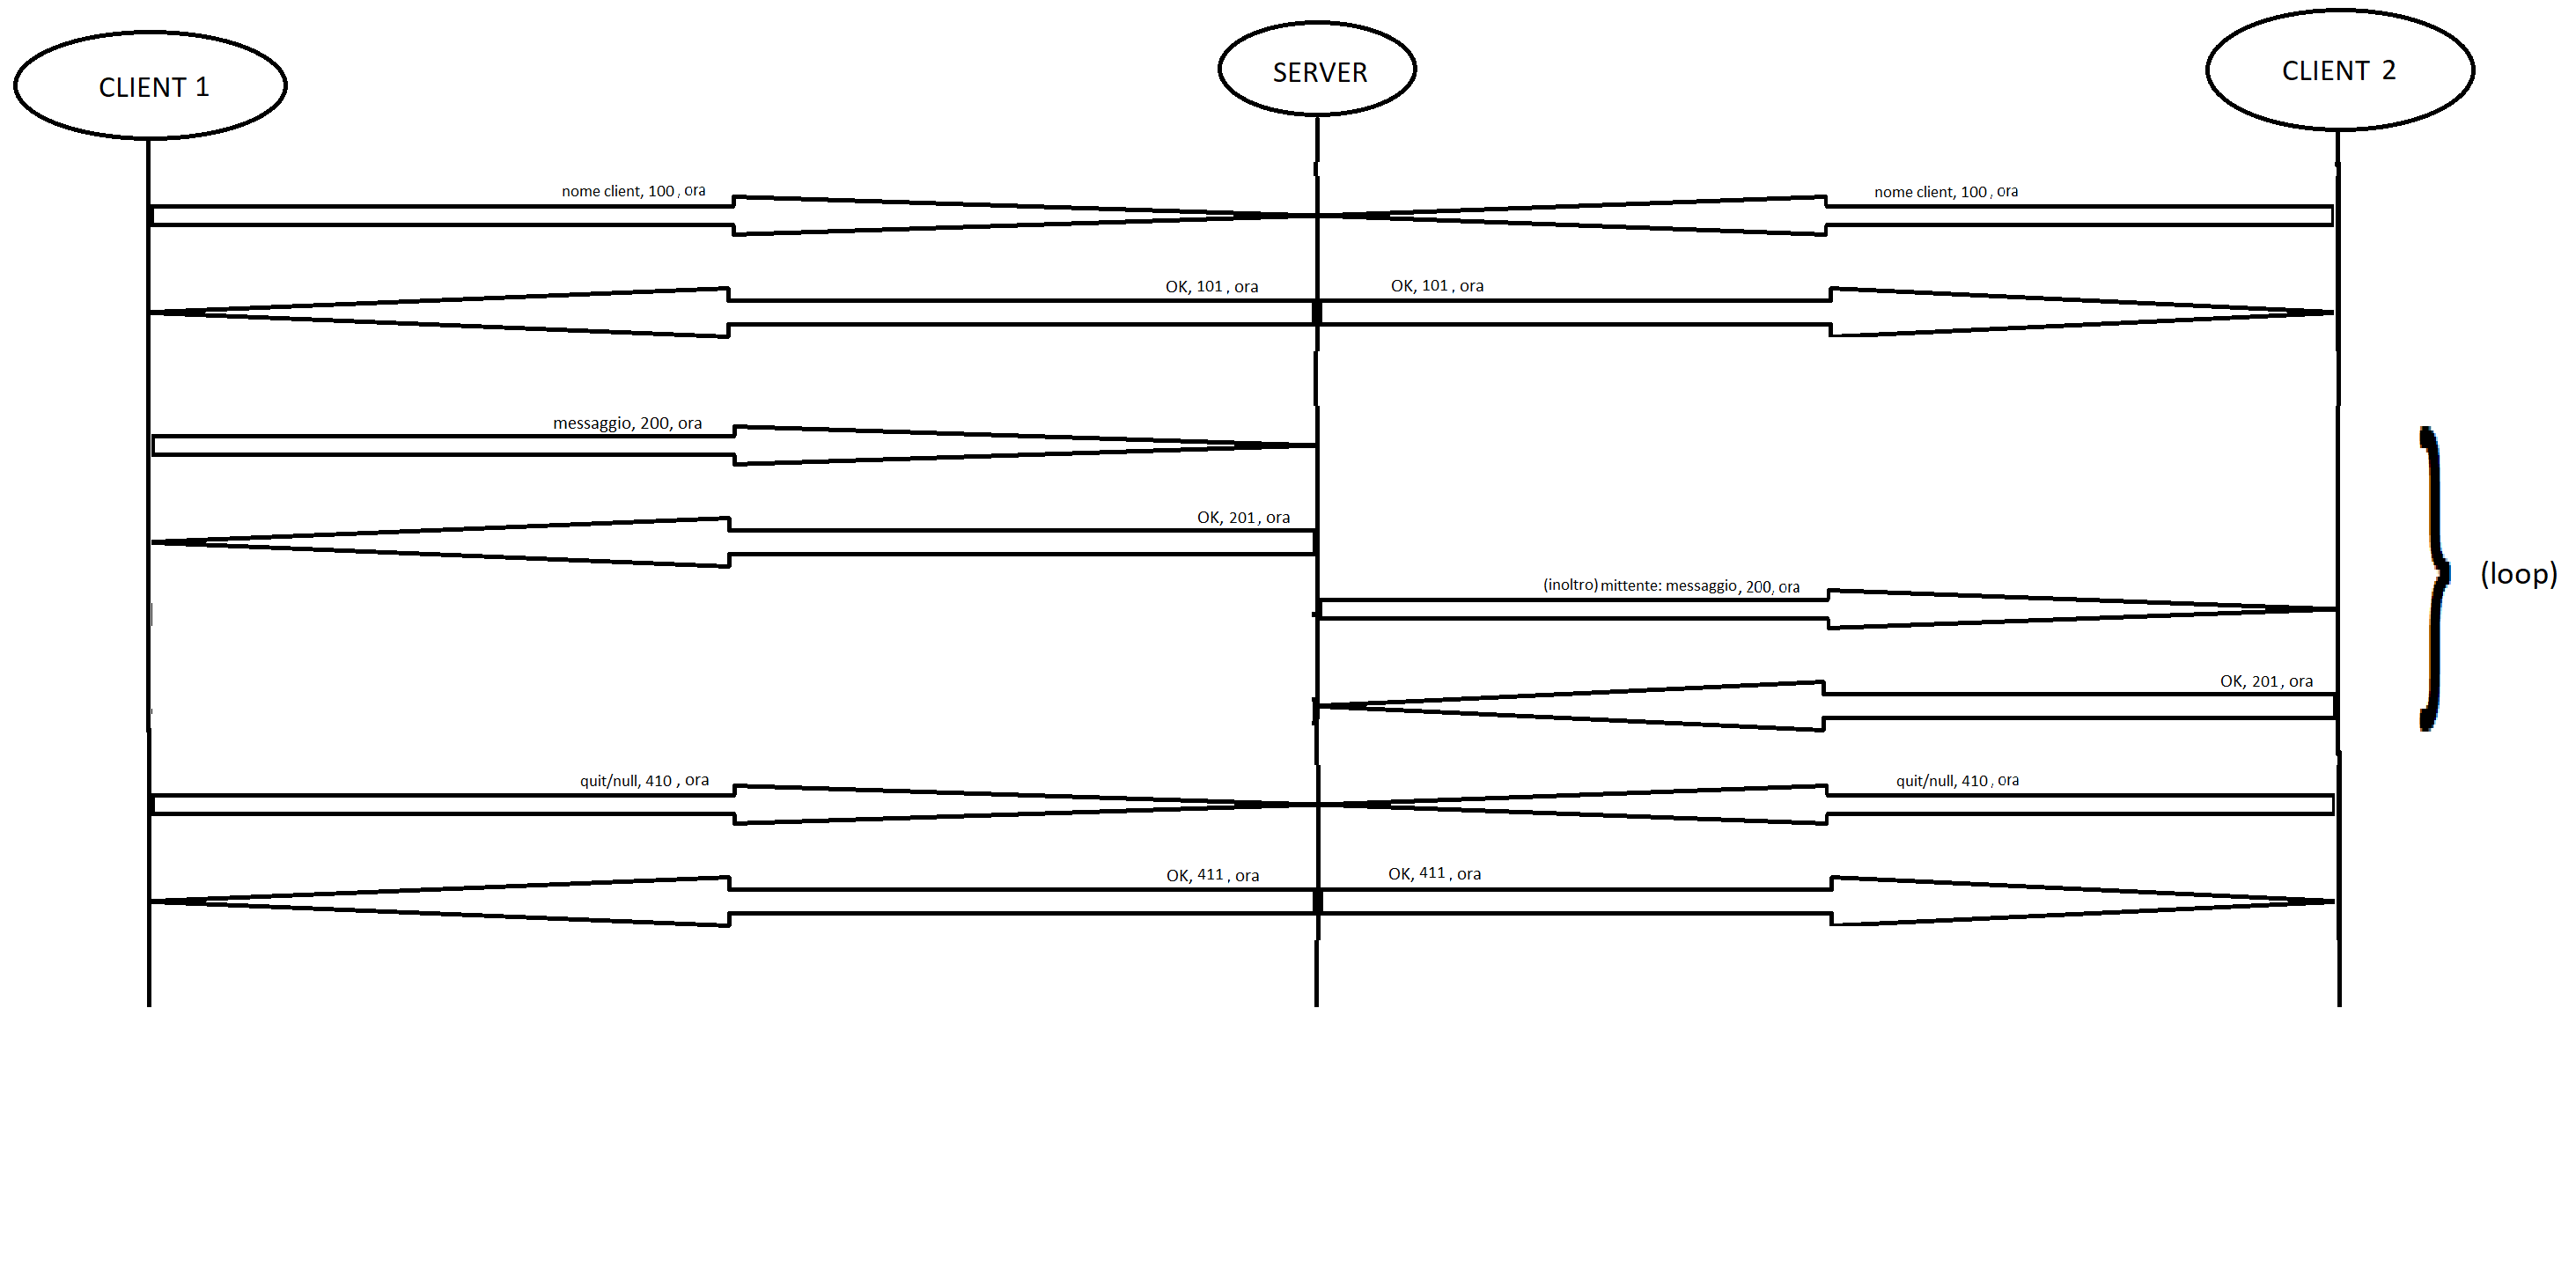 CLIENT 1
SERVER
CLIENT 2
nome client, 100, ora
nome client, 100, ora
OK, 101, ora
OK, 101, ora
messaggio, 200, ora
OK, 201, ora
(inoltro) mittente: messaggio, 200, ora
(loop)
OK, 201, ora
quit/null, 410, ora
quit/null, 410, ora
OK, 411, ora
OK, 411, ora